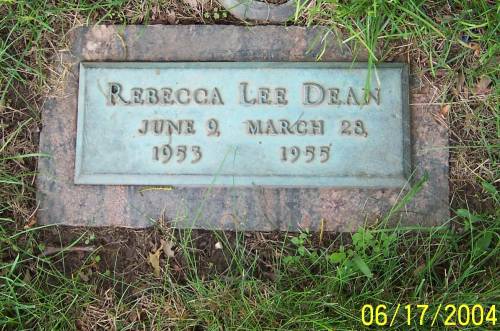 REBECCA LEE DEAN
JUNE 9, MARCH 28,
1953 1955
06/17/2004